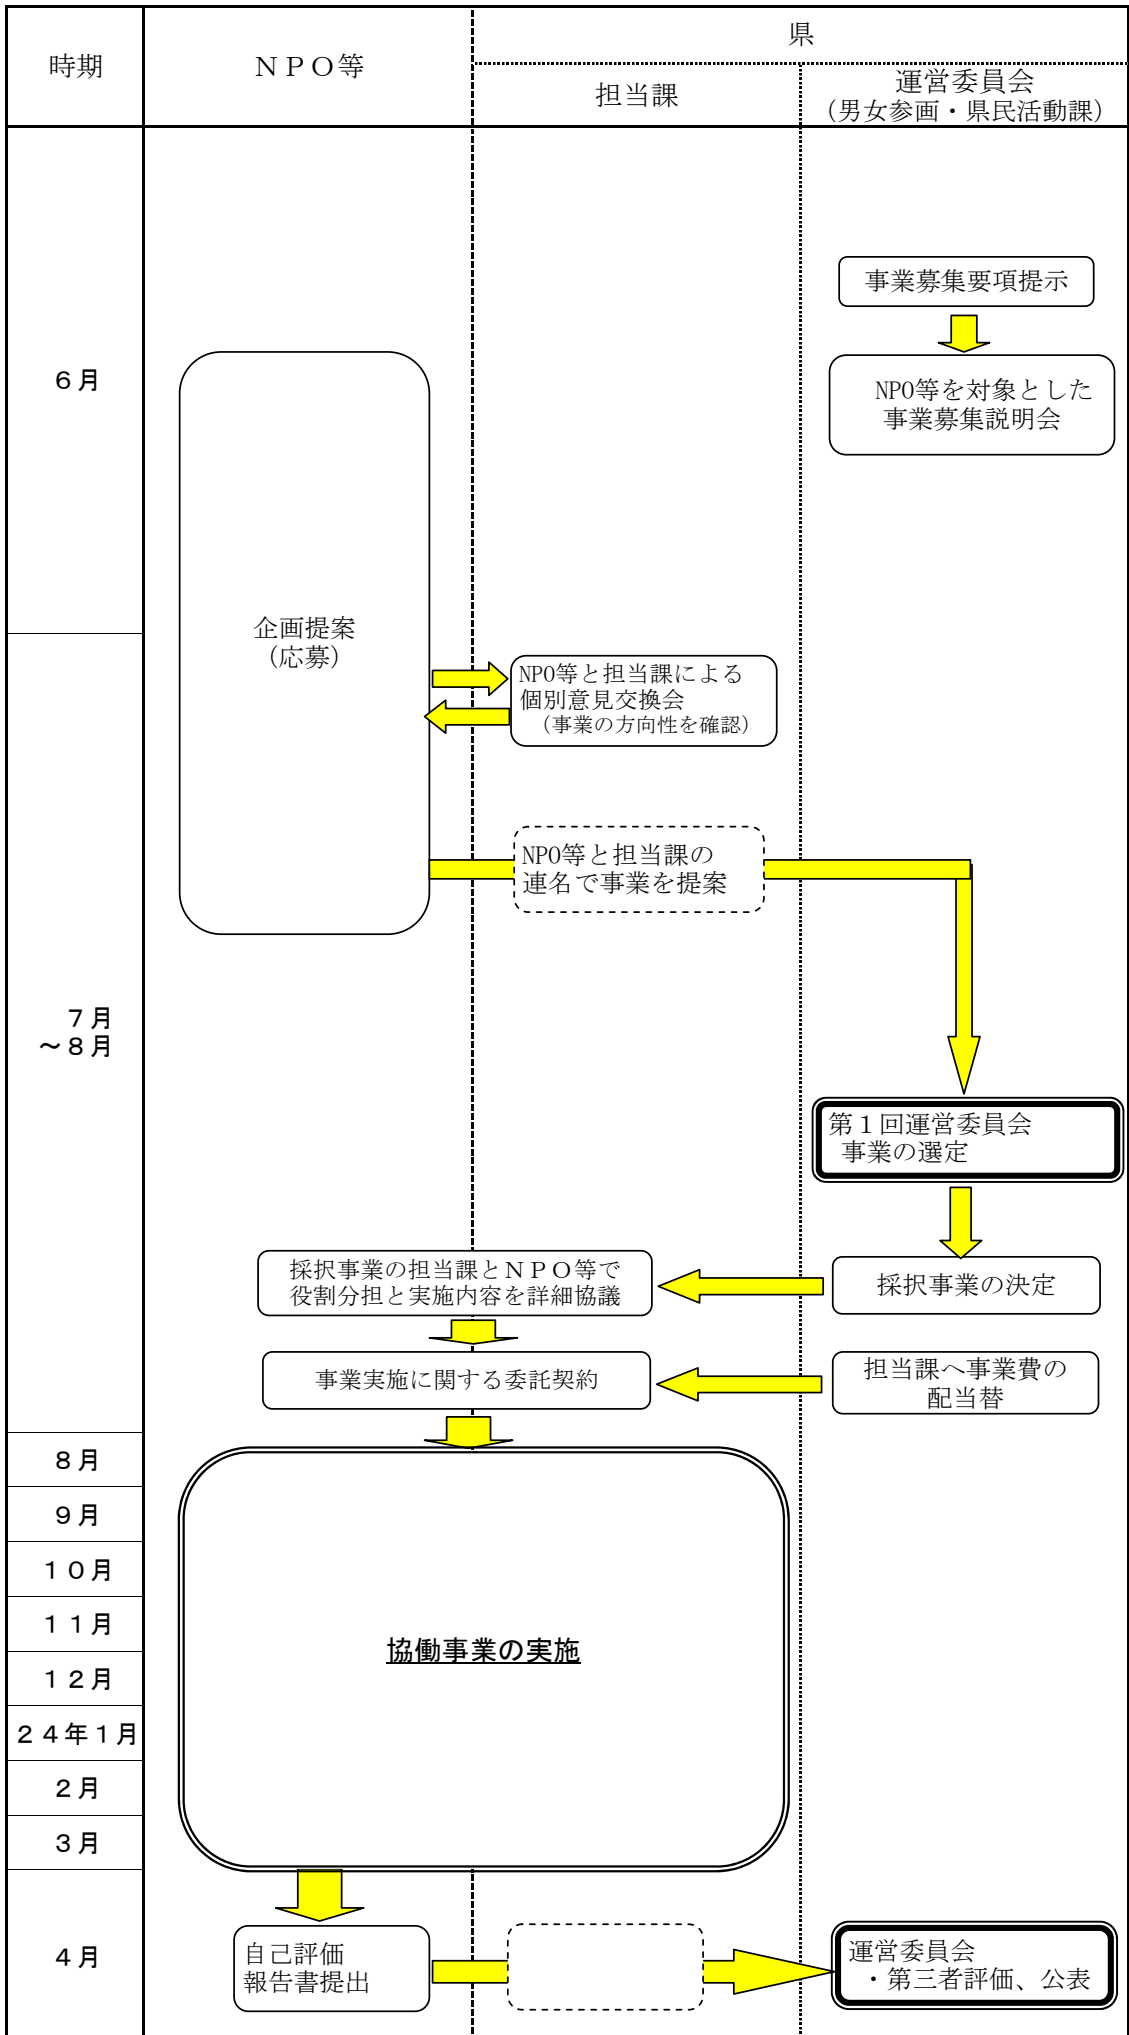 時期
ＮＰＯ等
県
担当課
運営委員会
（男女参画・県民活動課）
６月
事業募集要項提示
NPO等を対象とした
事業募集説明会
企画提案
（応募）
NPO等と担当課による
個別意見交換会
（事業の方向性を確認）
NPO等と担当課の
連名で事業を提案
７月
～８月
第１回運営委員会
事業の選定
採択事業の担当課とＮＰＯ等で
役割分担と実施内容を詳細協議
採択事業の決定
事業実施に関する委託契約
担当課へ事業費の
配当替
８月
９月
１０月
１１月
１２月
２４年１月
２月
３月
協働事業の実施
４月
自己評価
報告書提出
運営委員会
・第三者評価、公表